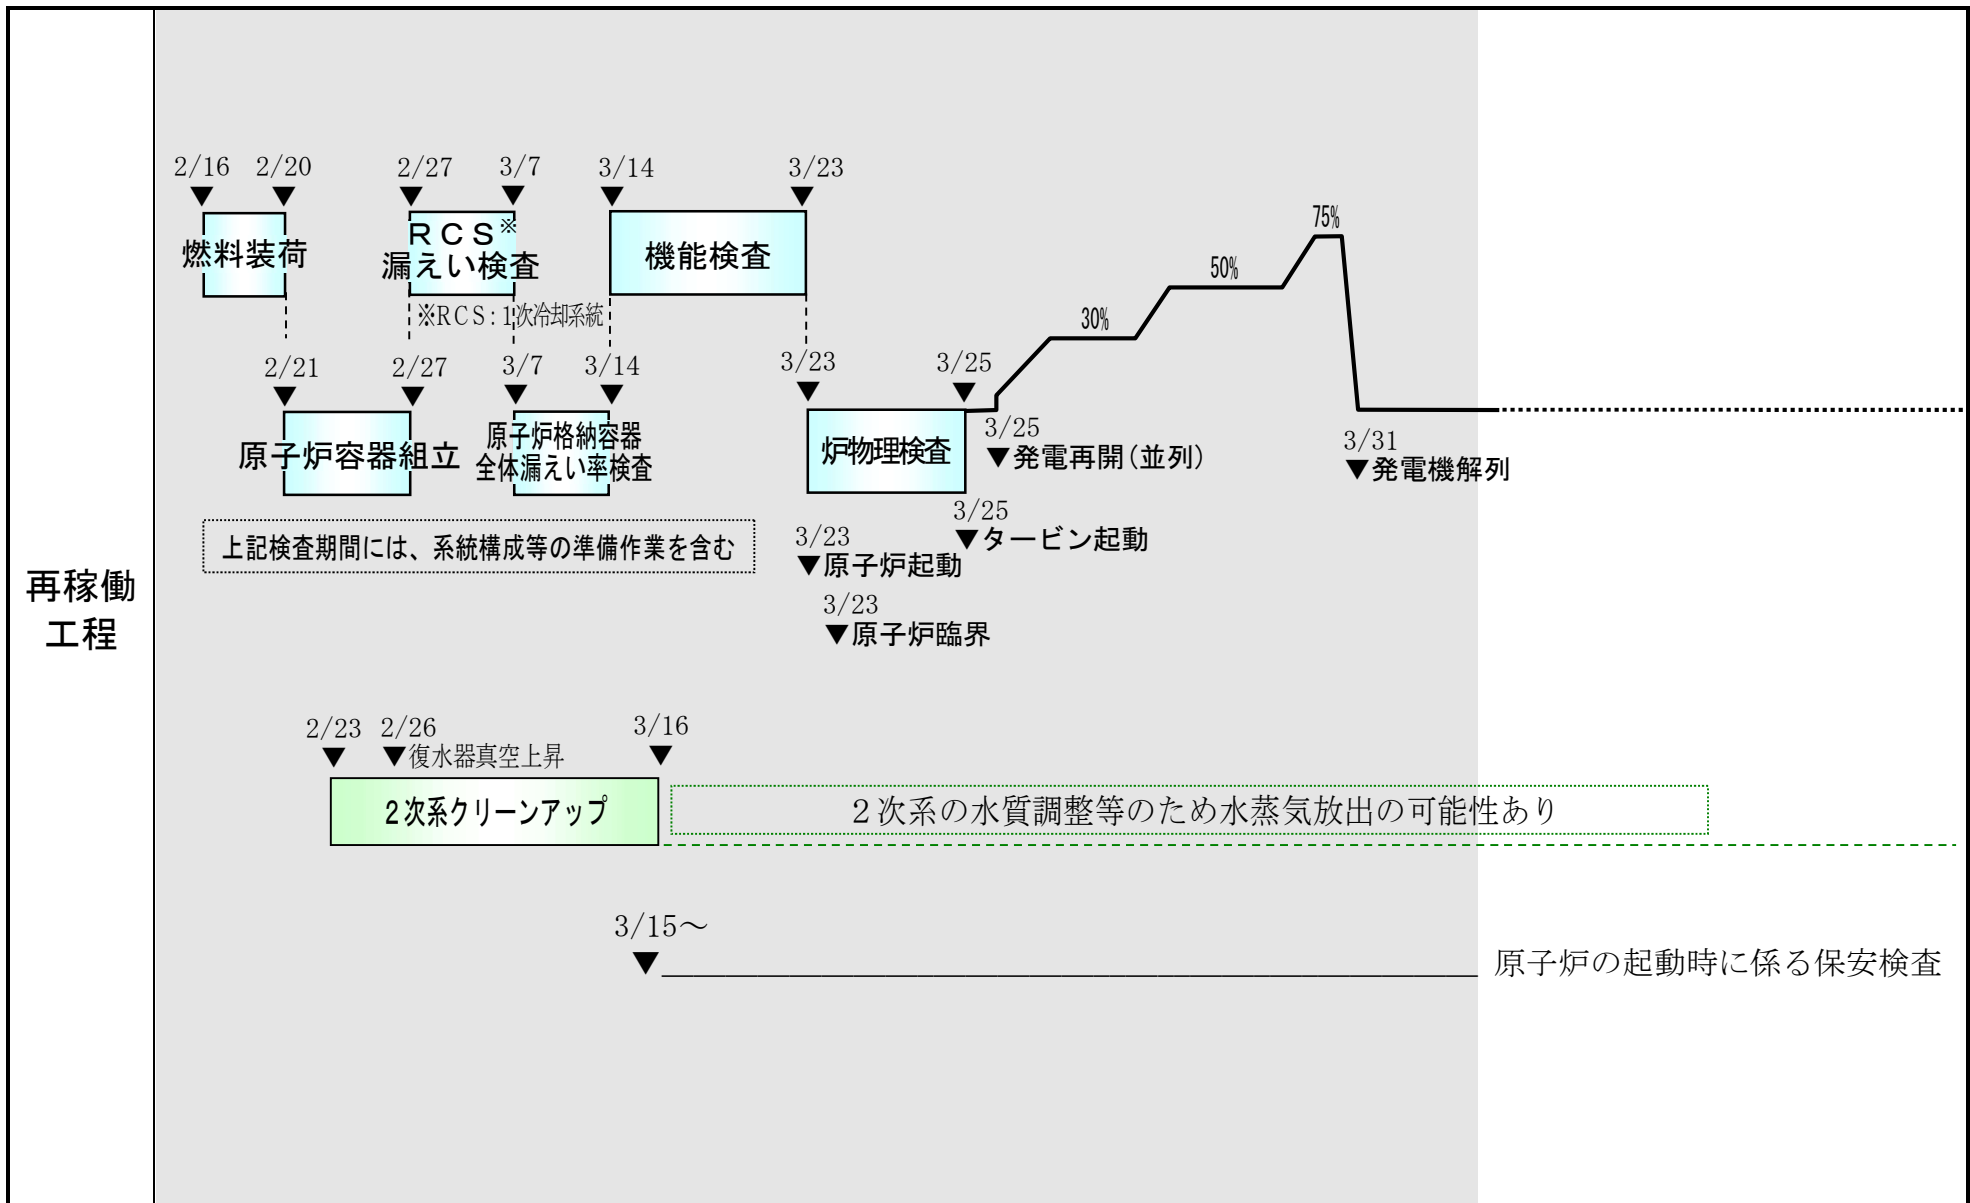 再稼働
工程
2/16 2/20 2/27 3/7 3/14 3/23
▼ ▼ ▼ ▼ ▼ ▼
燃料装荷
ＲＣＳ※
漏えい検査
機能検査
※RCS:1次冷却系統
30%
50%
75%
2/21 2/27 3/7 3/14 3/23 3/25
▼ ▼ ▼ ▼ ▼ ▼
原子炉容器組立
原子炉格納容器
全体漏えい率検査
炉物理検査
3/25
▼発電再開(並列)
3/31
▼発電機解列
3/25
▼タービン起動
上記検査期間には、系統構成等の準備作業を含む
3/23
▼原子炉起動
3/23
▼原子炉臨界
2/23 2/26 3/16
▼ ▼復水器真空上昇 ▼
２次系クリーンアップ
２次系の水質調整等のため水蒸気放出の可能性あり
3/15～
▼
原子炉の起動時に係る保安検査